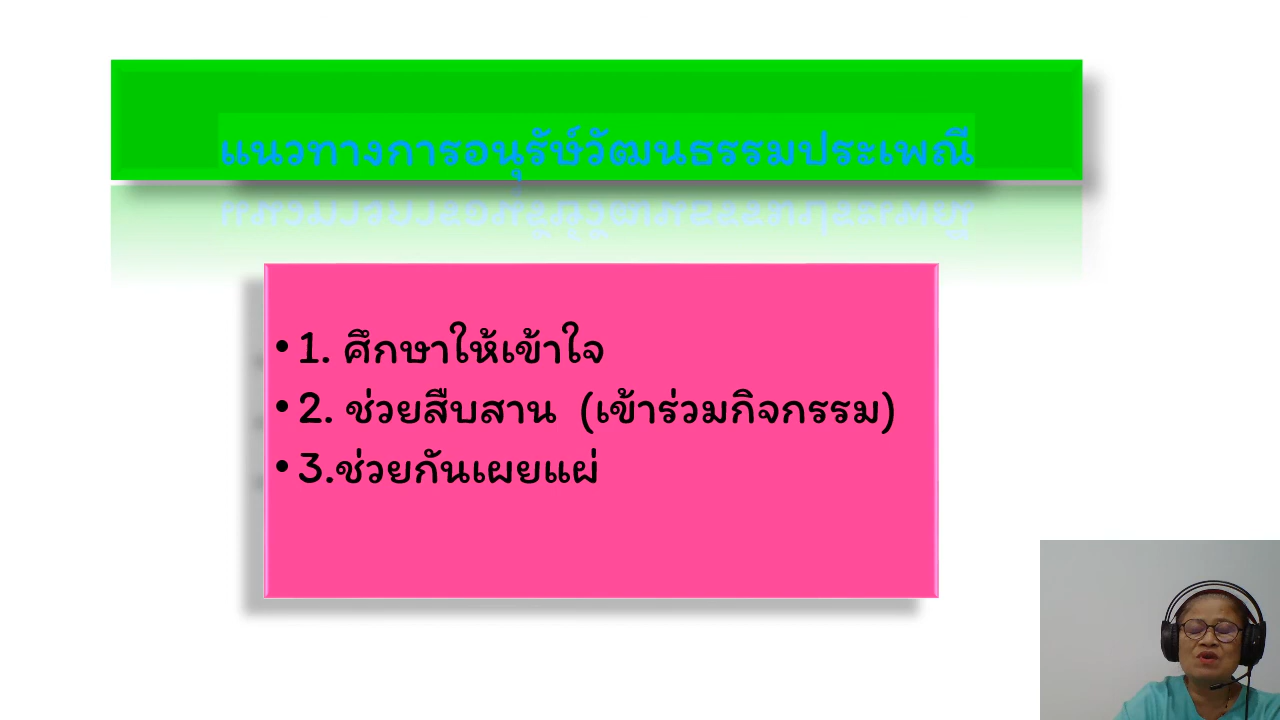 แนวทางการอนุรัษ์วัฒนธรรมประเพณี
• 1. ศึกษาให้เข้าใจ
• 2. ช่วยสืบสาน (เข้าร่วมกิจกรรม)
• 3.ช่วยกันเผยแผ่